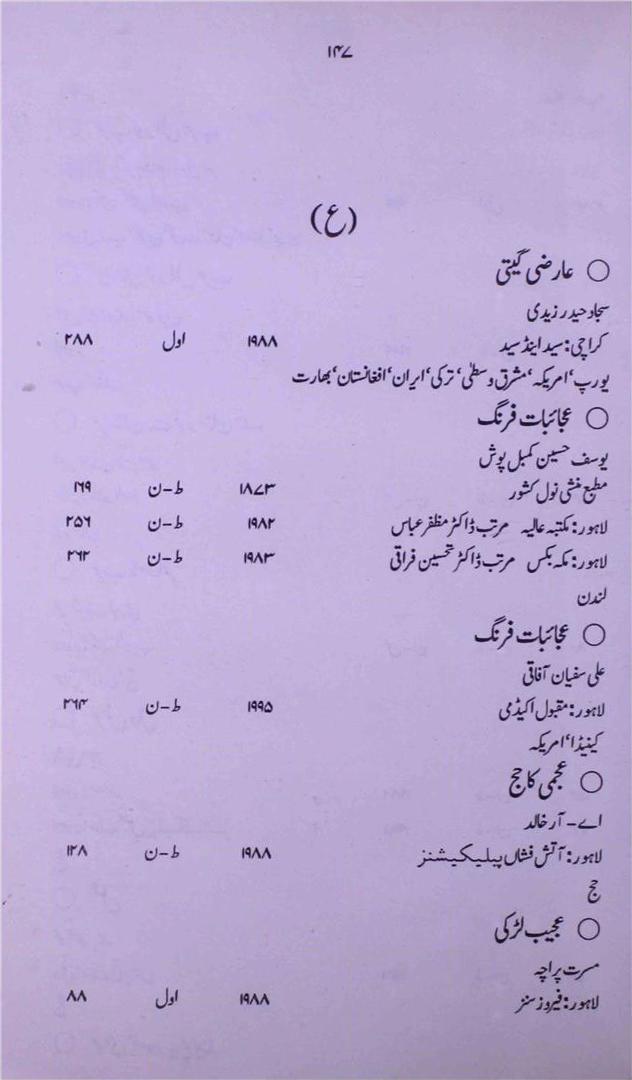 ۱۴۷
(ع)
○ عارضی گیتی
سجاد حیدر زیدی
کراچی: سید اینڈ سید ۱۹۸۸ اول ۲۸۸
یورپ، امریکہ، مشرق وسطیٰ، ترکی، ایران، افغانستان، بھارت
○ عجائبات فرنگ
یوسف حسین کمبل پوش
مطبع منشی نول کشور ۱۸۷۳ ط-ن ۲۶۹
لاہور: مکتبہ عالیہ مرتب ڈاکٹر مظفر عباس ۱۹۸۲ ط-ن ۲۵۶
لاہور: مکہ بکس مرتب ڈاکٹر تحسین فراقی ۱۹۸۳ ط-ن ۲۶۲
لندن
○ عجائبات فرنگ
علی سفیان آفاقی
لاہور: مقبول اکیڈمی ۱۹۹۵ ط-ن ۲۶۴
کینیڈا، امریکہ
○ عجمی کا حج
اے- آر خالد
لاہور: آتش فشاں پبلیکیشنز ۱۹۸۸ ط-ن ۱۲۸
حج
○ عجیب لڑکی
مسرت پراچہ
لاہور: فیروز سنز ۱۹۸۸ اول ۸۸